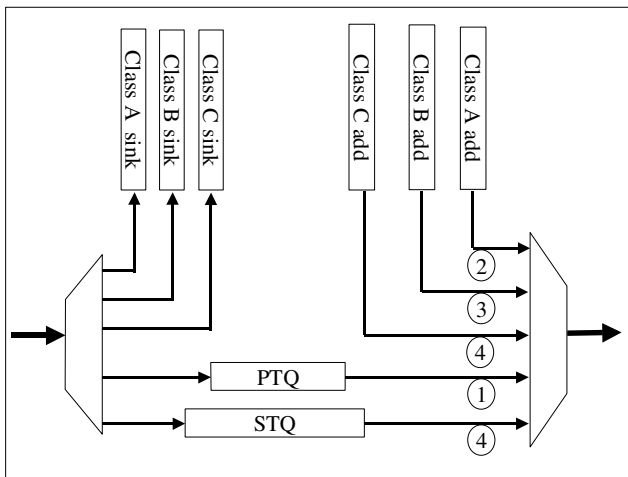 Class A sink
Class B sink
Class C sink
Class C add
Class B add
Class A add
2
3
4
PTQ
1
STQ
4